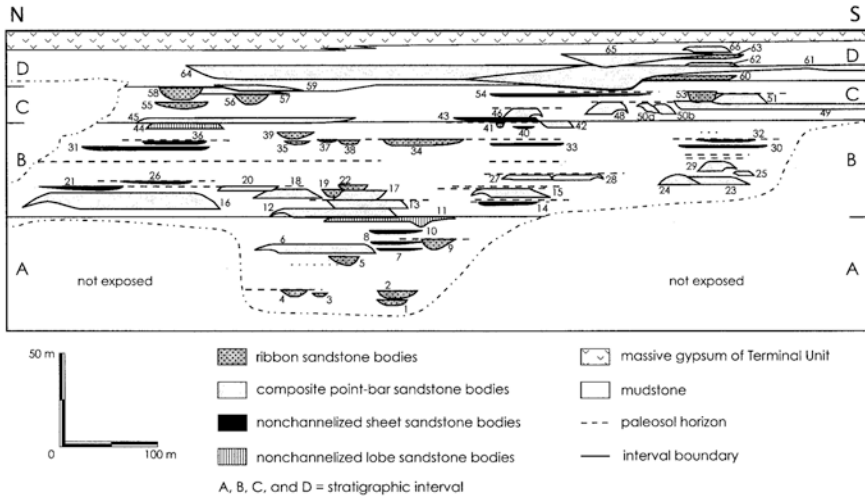 N S
65 66 63
D 64 62 61 D
58 59 60
C 55 56 57 54 53 51 C
45 46 48 50a 50b 49
44 43 41 40 42
36 39 32
B 31 35 37 38 34 33 30 B
26 29 25
21 20 18 19 22 17 27 28
16 13 15 24 23
12 11 14
6 8 10
7 9
A 5 A
not exposed not exposed
4 3 2
1
50 m
0 100 m
ribbon sandstone bodies
composite point-bar sandstone bodies
nonchannelized sheet sandstone bodies
nonchannelized lobe sandstone bodies
A, B, C, and D = stratigraphic interval
massive gypsum of Terminal Unit
mudstone
paleosol horizon
interval boundary